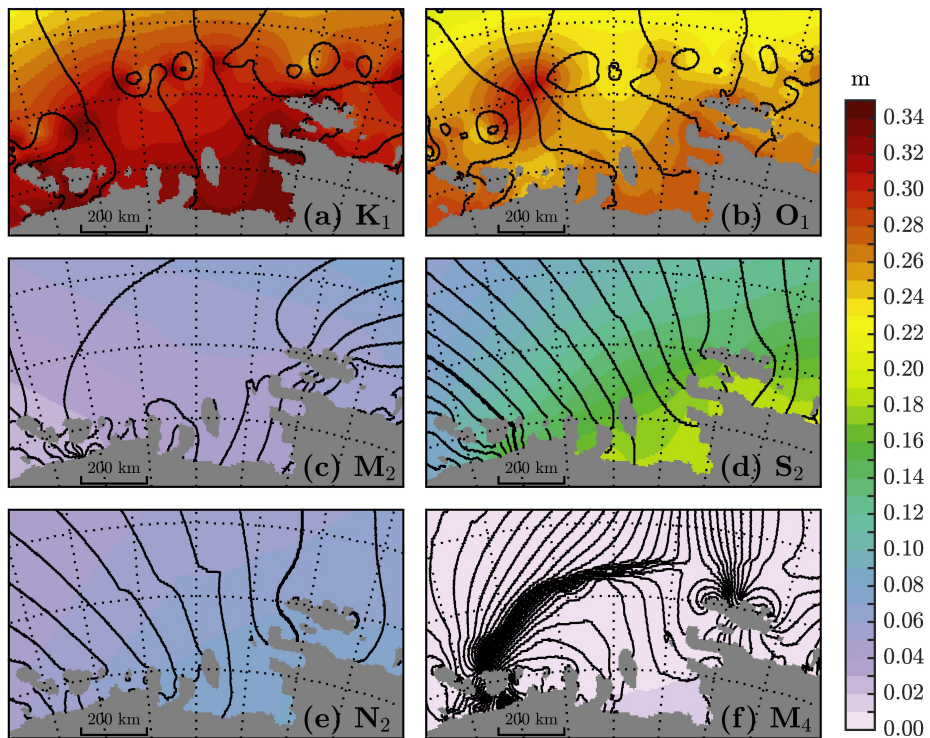 m
0.34
0.32
0.30
0.28
0.26
0.24
0.22
0.20
0.18
0.16
0.14
0.12
0.10
0.08
0.06
0.04
0.02
0.00
200 km
(a) K₁
200 km
(b) O₁
200 km
(c) M₂
200 km
(d) S₂
200 km
(e) N₂
200 km
(f) M₄